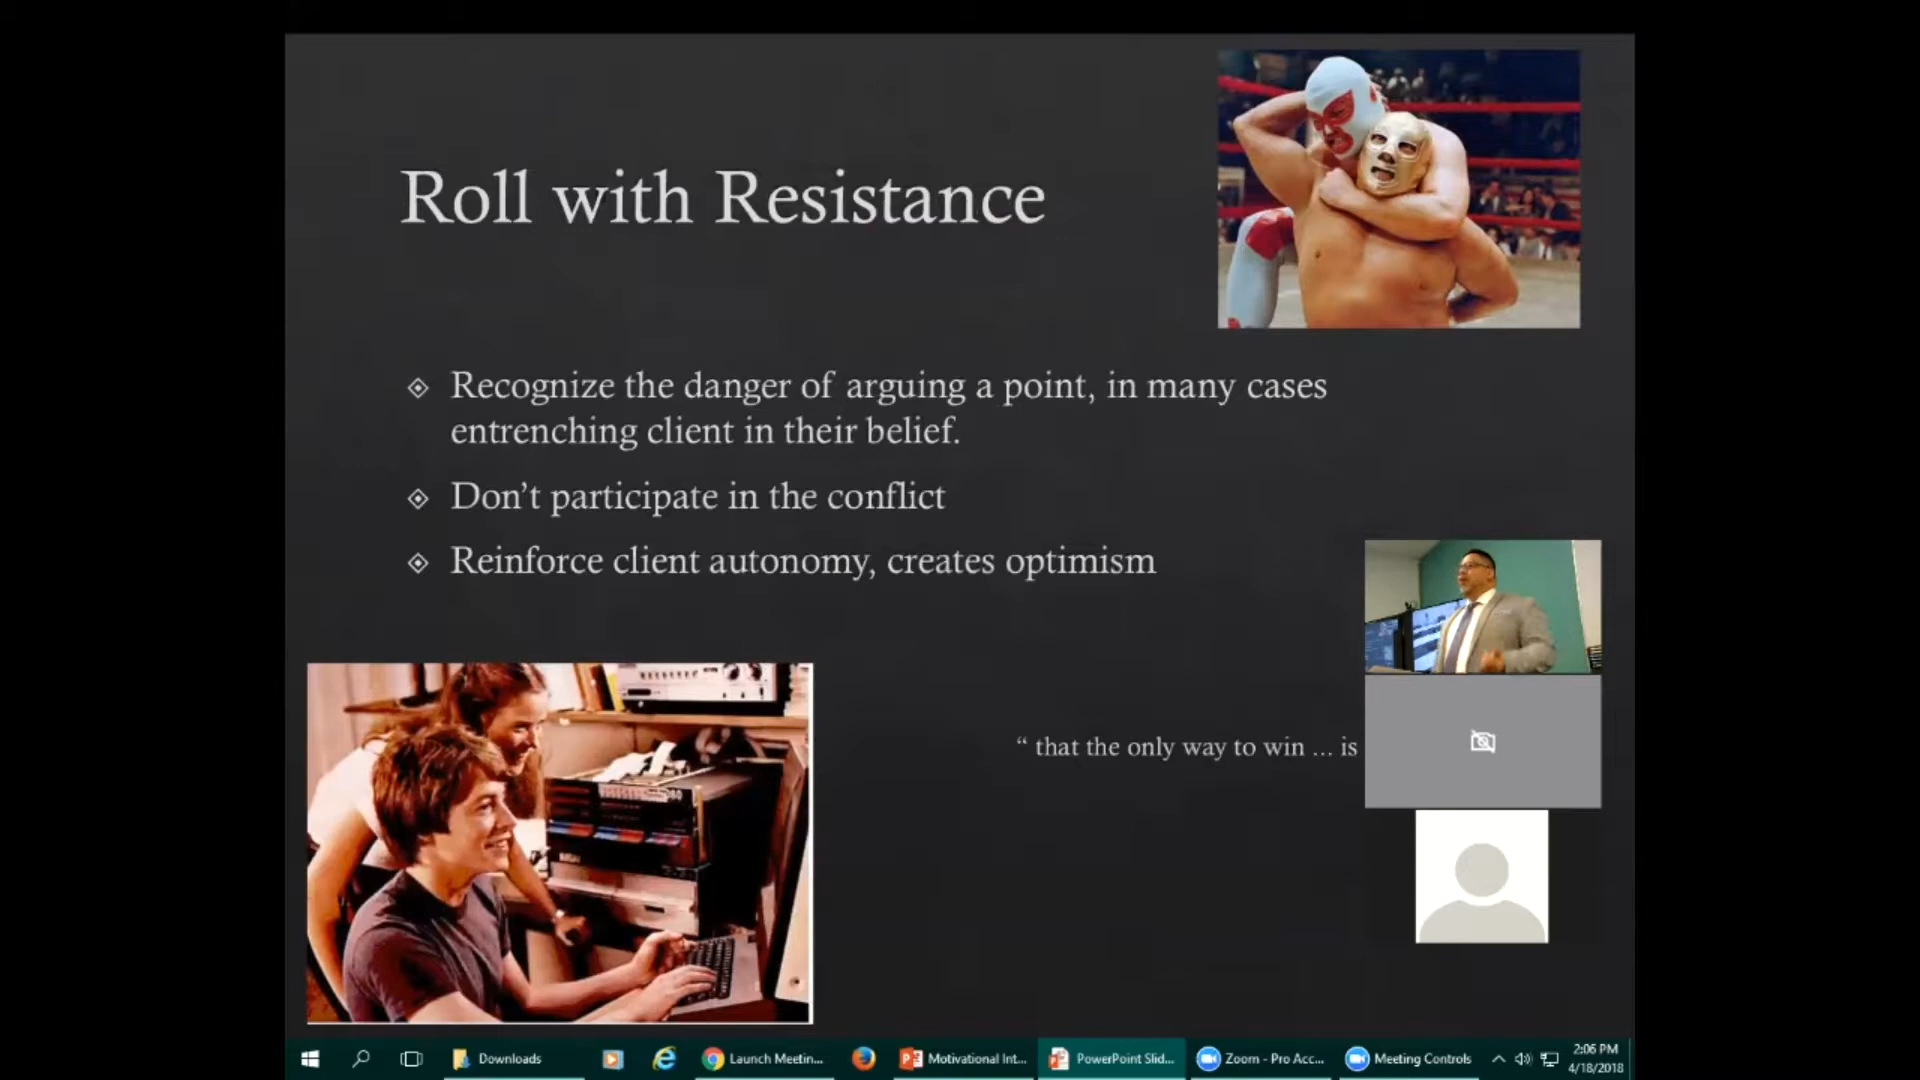 Roll with Resistance
Recognize the danger of arguing a point, in many cases
entrenching client in their belief.
Don’t participate in the conflict
Reinforce client autonomy, creates optimism
“ that the only way to win ... is
Downloads
Launch Meetin...
Motivational Int...
PowerPoint Slid...
Zoom - Pro Acc...
Meeting Controls
2:06 PM
4/18/2018